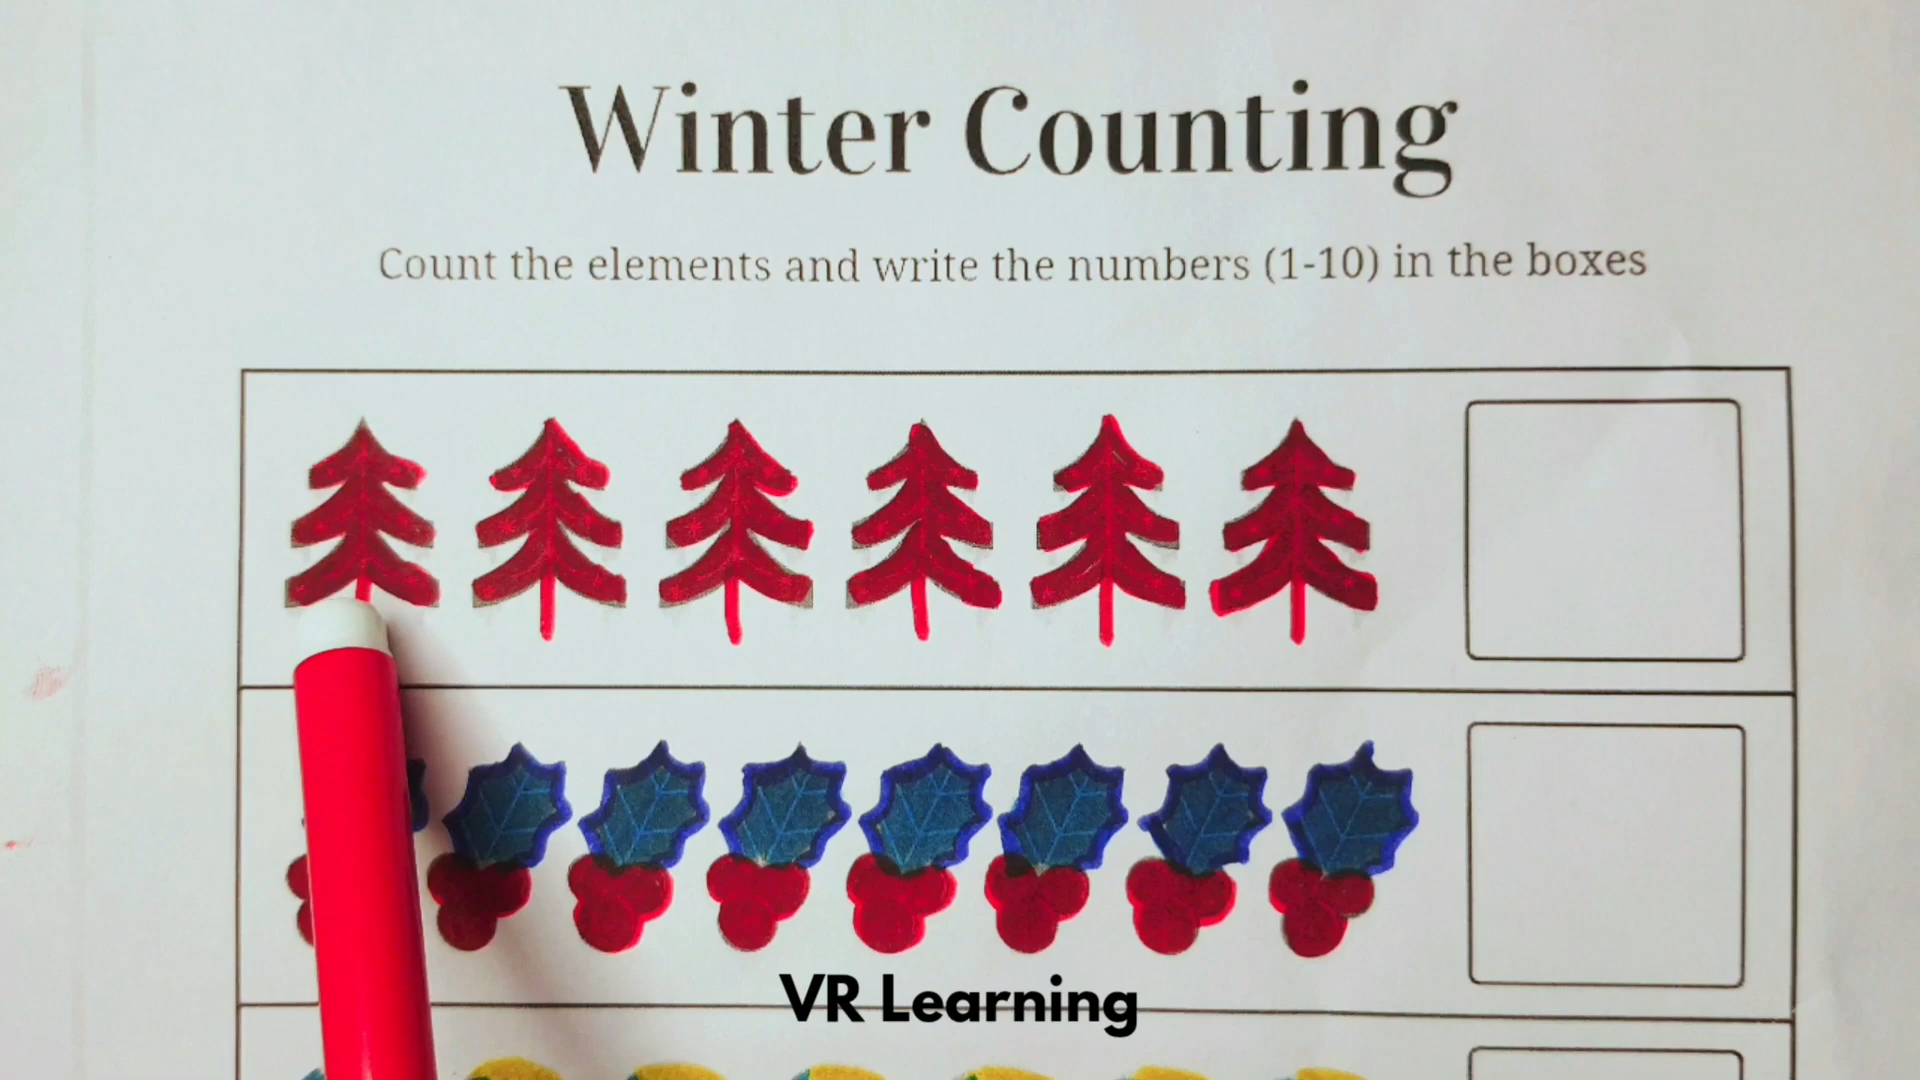 Winter Counting
Count the elements and write the numbers (1-10) in the boxes
VR Learning